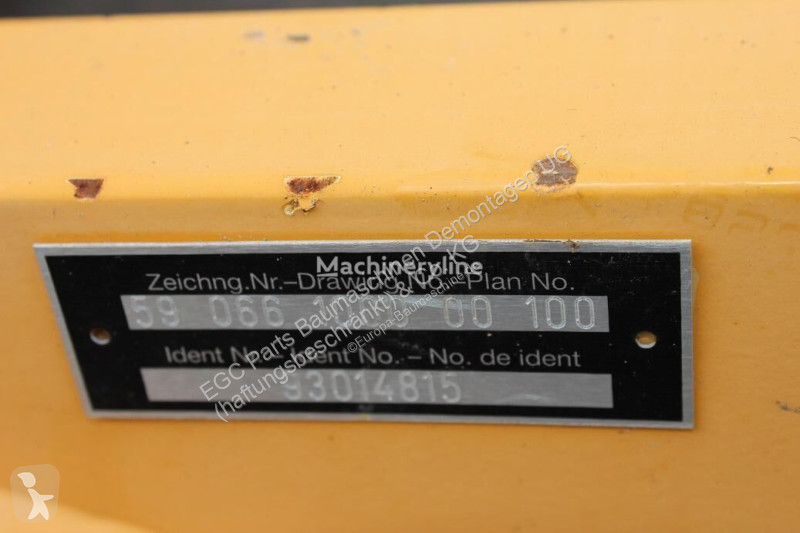 Machineryline
Zeichng.Nr.–Drawing No.–Plan No.
59 066 00 100
Ident No.–Ident No. – No. de ident
93014815
EGC Parts Baumaschinen Demontagen UG
(haftungsbeschränkt) & Co. KG
©Europa-Baumaschinen